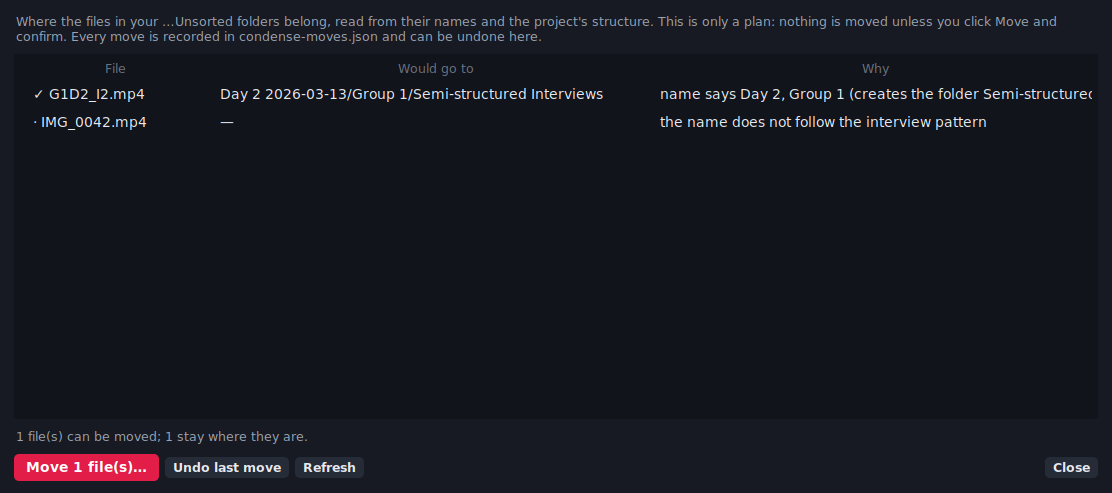 Where the files in your ...Unsorted folders belong, read from their names and the project's structure. This is only a plan: nothing is moved unless you click Move and
confirm. Every move is recorded in condense-moves.json and can be undone here.
File Would go to Why
✓ G1D2_I2.mp4 Day 2 2026-03-13/Group 1/Semi-structured Interviews name says Day 2, Group 1 (creates the folder Semi-structured
· IMG_0042.mp4 — the name does not follow the interview pattern
1 file(s) can be moved; 1 stay where they are.
Move 1 file(s)... Undo last move Refresh Close